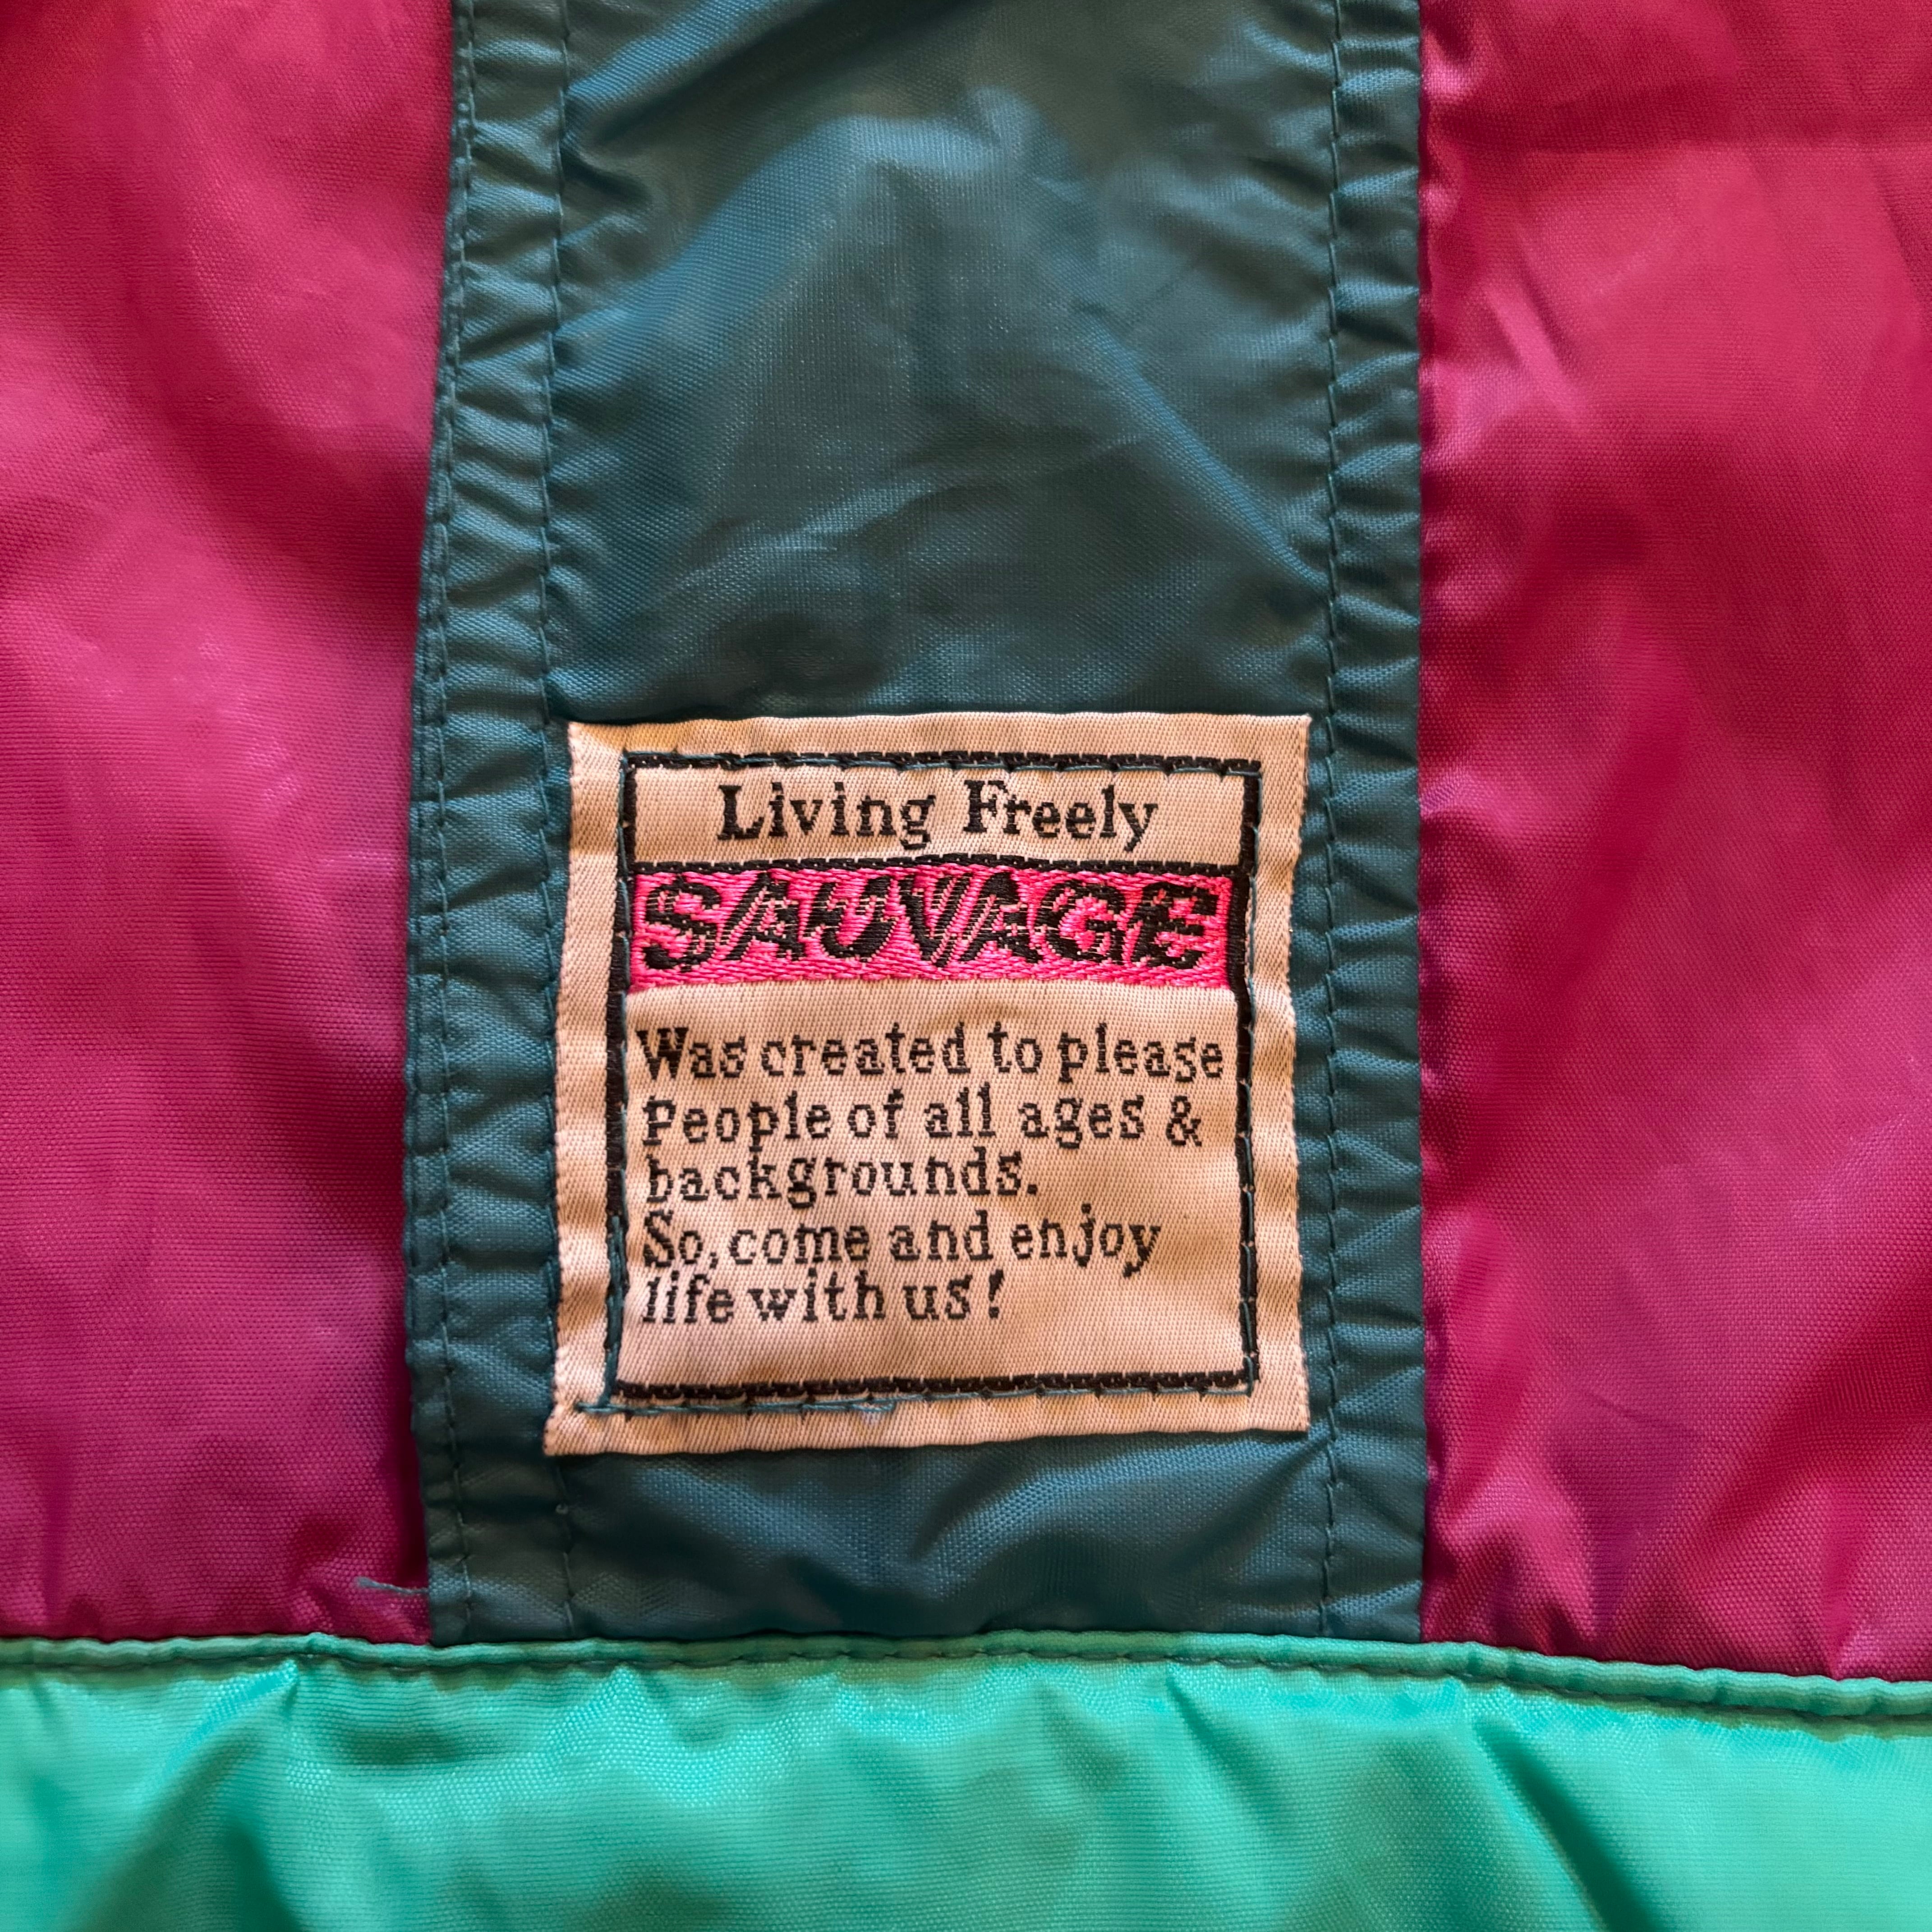 Living Freely
SAUVAGE
Was created to please
People of all ages &
backgrounds.
So, come and enjoy
life with us!